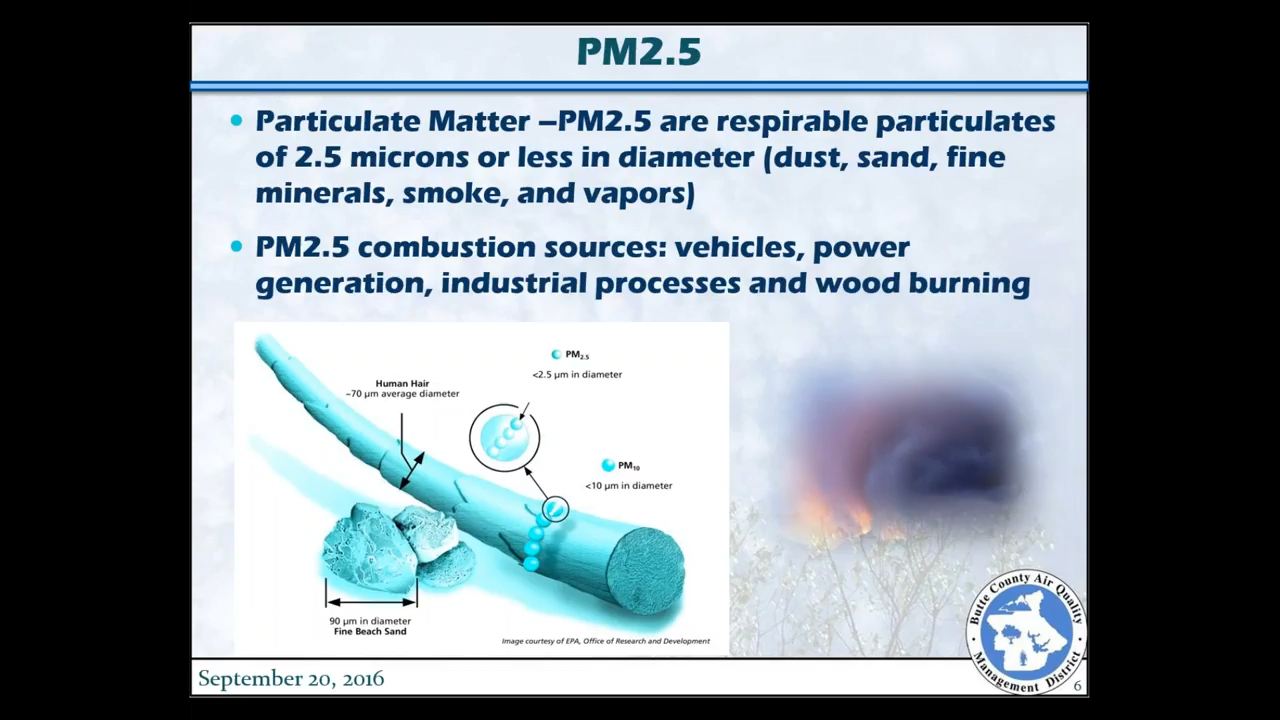 PM2.5
• Particulate Matter –PM2.5 are respirable particulates
of 2.5 microns or less in diameter (dust, sand, fine
minerals, smoke, and vapors)
• PM2.5 combustion sources: vehicles, power
generation, industrial processes and wood burning
PM2.5
<2.5 µm in diameter
Human Hair
~70 µm average diameter
PM10
<10 µm in diameter
90 µm in diameter
Fine Beach Sand
Image courtesy of EPA, Office of Research and Development
Butte County Air Quality
Management District
September 20, 2016
6